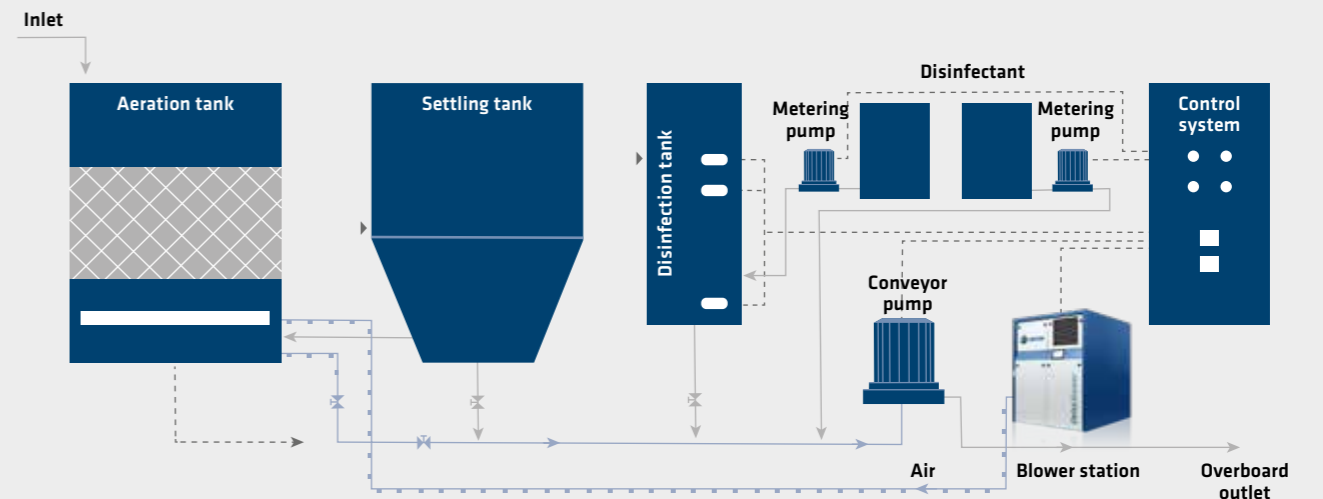 Inlet
Aeration tank
Settling tank
Disinfection tank
Metering
pump
Disinfectant
Metering
pump
Control
system
Conveyor
pump
Air
Blower station
Overboard
outlet